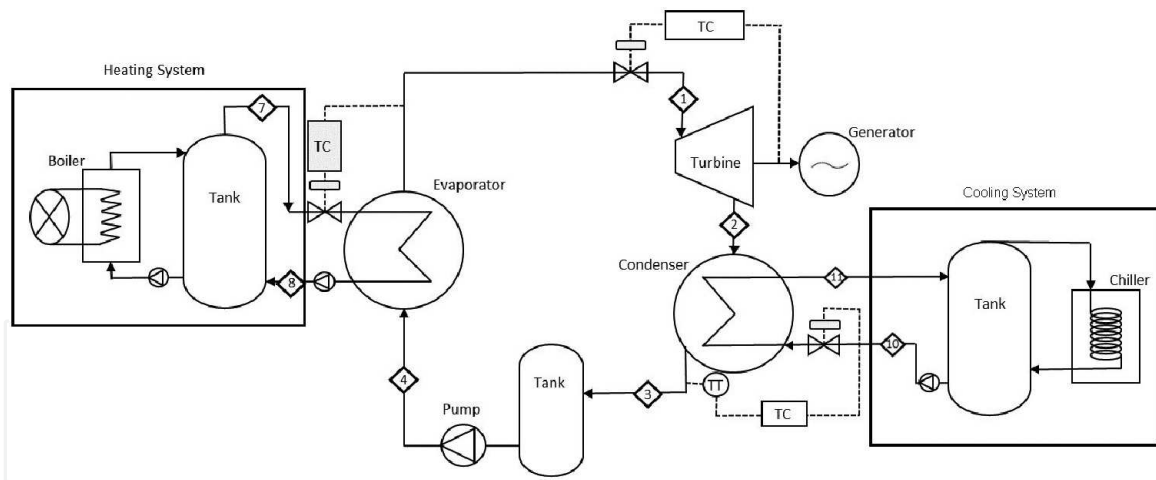 TC
Heating System
7
1
Boiler
TC
Generator
Turbine
Tank
Evaporator
Cooling System
2
Condenser
11
8
Chiller
Tank
10
4
Tank
3
TT
TC
Pump